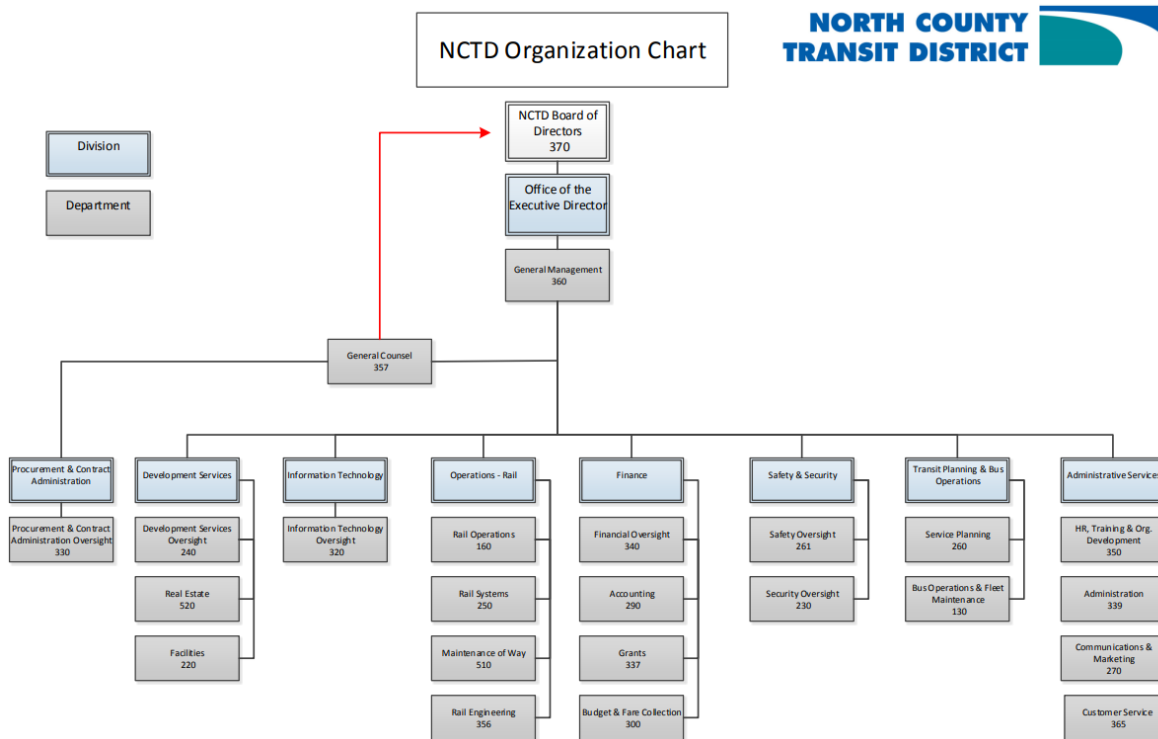 NCTD Organization Chart
NORTH COUNTY
TRANSIT DISTRICT
Division
Department
NCTD Board of
Directors
370
Office of the
Executive Director
General Management
360
General Counsel
357
Procurement & Contract
Administration
Procurement & Contract
Administration Oversight
330
Development Services
Development Services
Oversight
240
Real Estate
520
Facilities
220
Information Technology
Information Technology
Oversight
320
Operations - Rail
Rail Operations
160
Rail Systems
250
Maintenance of Way
510
Rail Engineering
356
Finance
Financial Oversight
340
Accounting
290
Grants
337
Budget & Fare Collection
300
Safety & Security
Safety Oversight
261
Security Oversight
230
Transit Planning & Bus
Operations
Service Planning
260
Bus Operations & Fleet
Maintenance
130
Administrative Services
HR, Training & Org.
Development
350
Administration
339
Communications &
Marketing
270
Customer Service
365